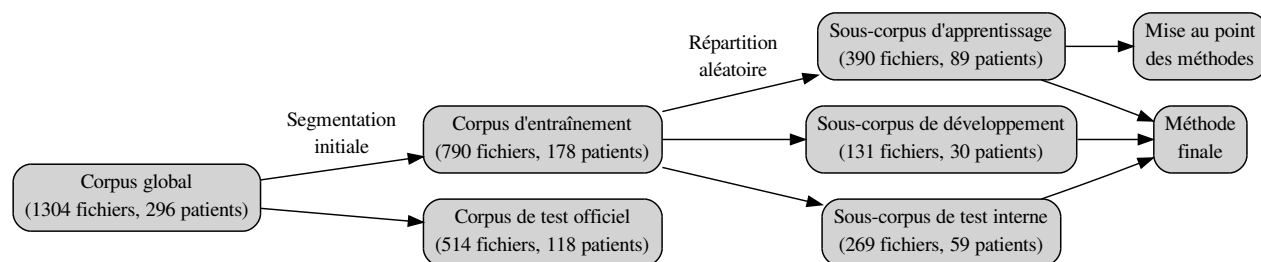 Corpus global
(1304 fichiers, 296 patients)
Segmentation
initiale
Corpus d'entraînement
(790 fichiers, 178 patients)
Corpus de test officiel
(514 fichiers, 118 patients)
Répartition
aléatoire
Sous-corpus d'apprentissage
(390 fichiers, 89 patients)
Sous-corpus de développement
(131 fichiers, 30 patients)
Sous-corpus de test interne
(269 fichiers, 59 patients)
Mise au point
des méthodes
Méthode
finale